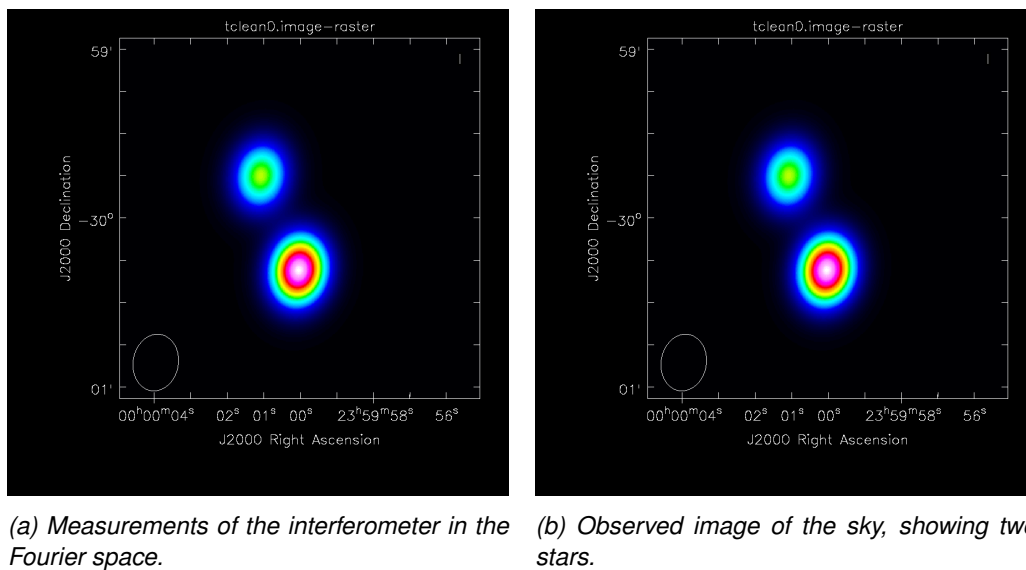 tclean0.image-raster
59'
I
J2000 Declination
-30°
01'
00ʰ00ᵐ04ˢ 02ˢ 01ˢ 00ˢ 23ʰ59ᵐ58ˢ 56ˢ
J2000 Right Ascension
(a) Measurements of the interferometer in the
Fourier space.
tclean0.image-raster
59'
I
J2000 Declination
-30°
01'
00ʰ00ᵐ04ˢ 02ˢ 01ˢ 00ˢ 23ʰ59ᵐ58ˢ 56ˢ
J2000 Right Ascension
(b) Observed image of the sky, showing two
stars.